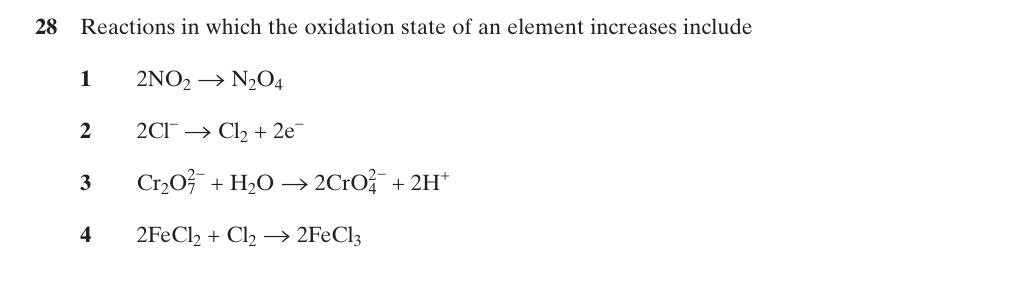 28 Reactions in which the oxidation state of an element increases include
1 2NO₂ → N₂O₄
2 2Cl⁻ → Cl₂ + 2e⁻
3 Cr₂O₇²⁻ + H₂O → 2CrO₄²⁻ + 2H⁺
4 2FeCl₂ + Cl₂ → 2FeCl₃